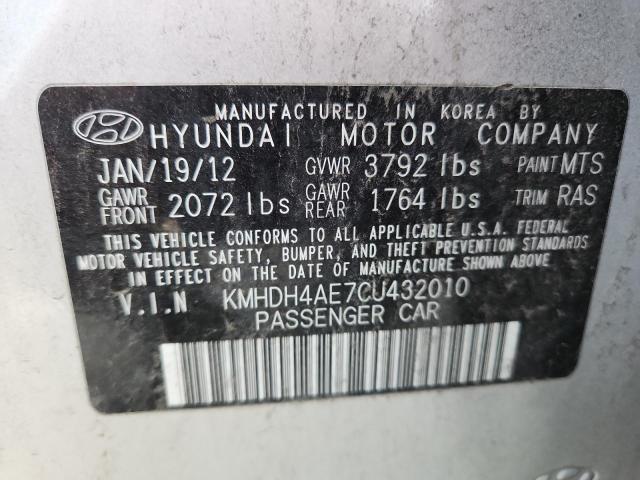 MANUFACTURED IN KOREA BY
HYUNDAI MOTOR COMPANY
JAN/19/12 GVWR 3792 lbs PAINT MTS
GAWR FRONT 2072 lbs GAWR REAR 1764 lbs TRIM RAS
THIS VEHICLE CONFORMS TO ALL APPLICABLE U.S.A. FEDERAL
MOTOR VEHICLE SAFETY, BUMPER, AND THEFT PREVENTION STANDARDS
IN EFFECT ON THE DATE OF MANUFACTURE SHOWN ABOVE
V.I.N KMHDH4AE7CU432010
PASSENGER CAR